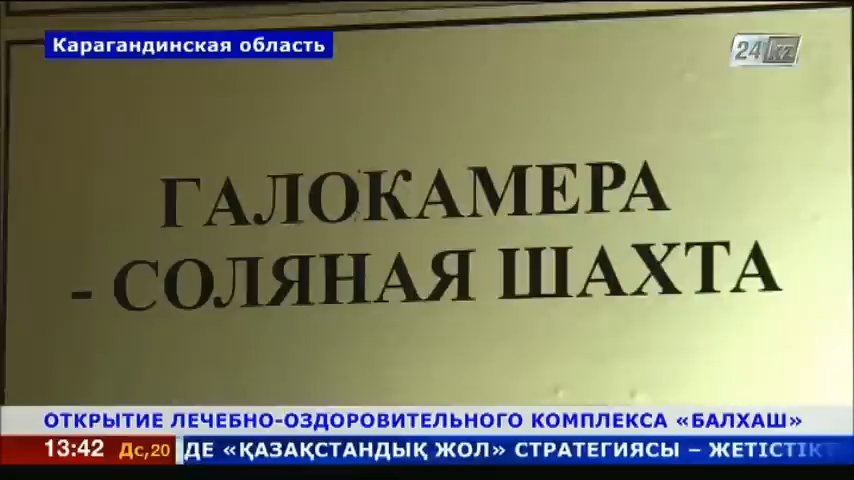 Карагандинская область
24 kz
ГАЛОКАМЕРА
- СОЛЯНАЯ ШАХТА
ОТКРЫТИЕ ЛЕЧЕБНО-ОЗДОРОВИТЕЛЬНОГО КОМПЛЕКСА «БАЛХАШ»
13:42 Дс,20 ДЕ «ҚАЗАҚСТАНДЫҚ ЖОЛ» СТРАТЕГИЯСЫ – ЖЕТІСТІК